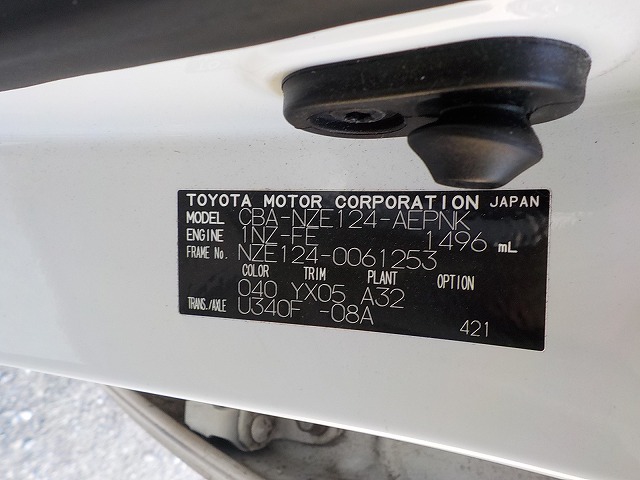 TOYOTA MOTOR CORPORATION JAPAN
MODEL CBA-NZE124-AEPNK
ENGINE 1NZ-FE 1496 mL
FRAME No. NZE124-0061253
COLOR TRIM PLANT OPTION
040 YX05 A32
TRANS./AXLE U340F -08A
421